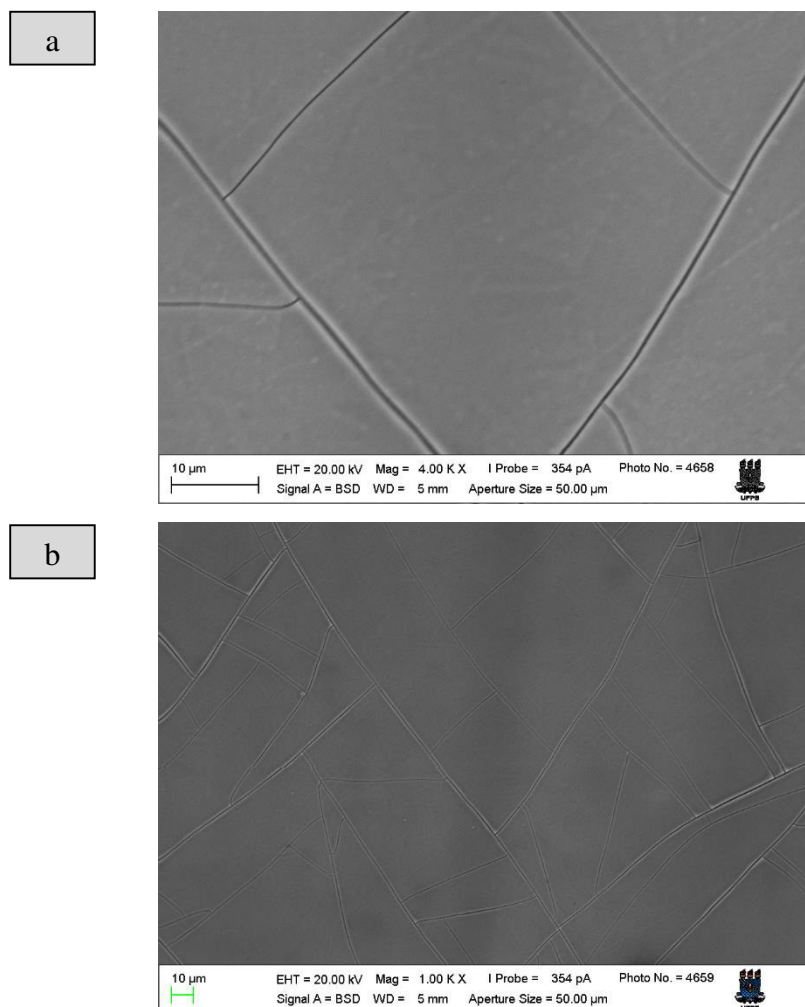 a
10 µm
EHT = 20.00 kV Mag = 4.00 K X I Probe = 354 pA Photo No. = 4658
Signal A = BSD WD = 5 mm Aperture Size = 50.00 µm
UFPB
b
10 µm
EHT = 20.00 kV Mag = 1.00 K X I Probe = 354 pA Photo No. = 4659
Signal A = BSD WD = 5 mm Aperture Size = 50.00 µm